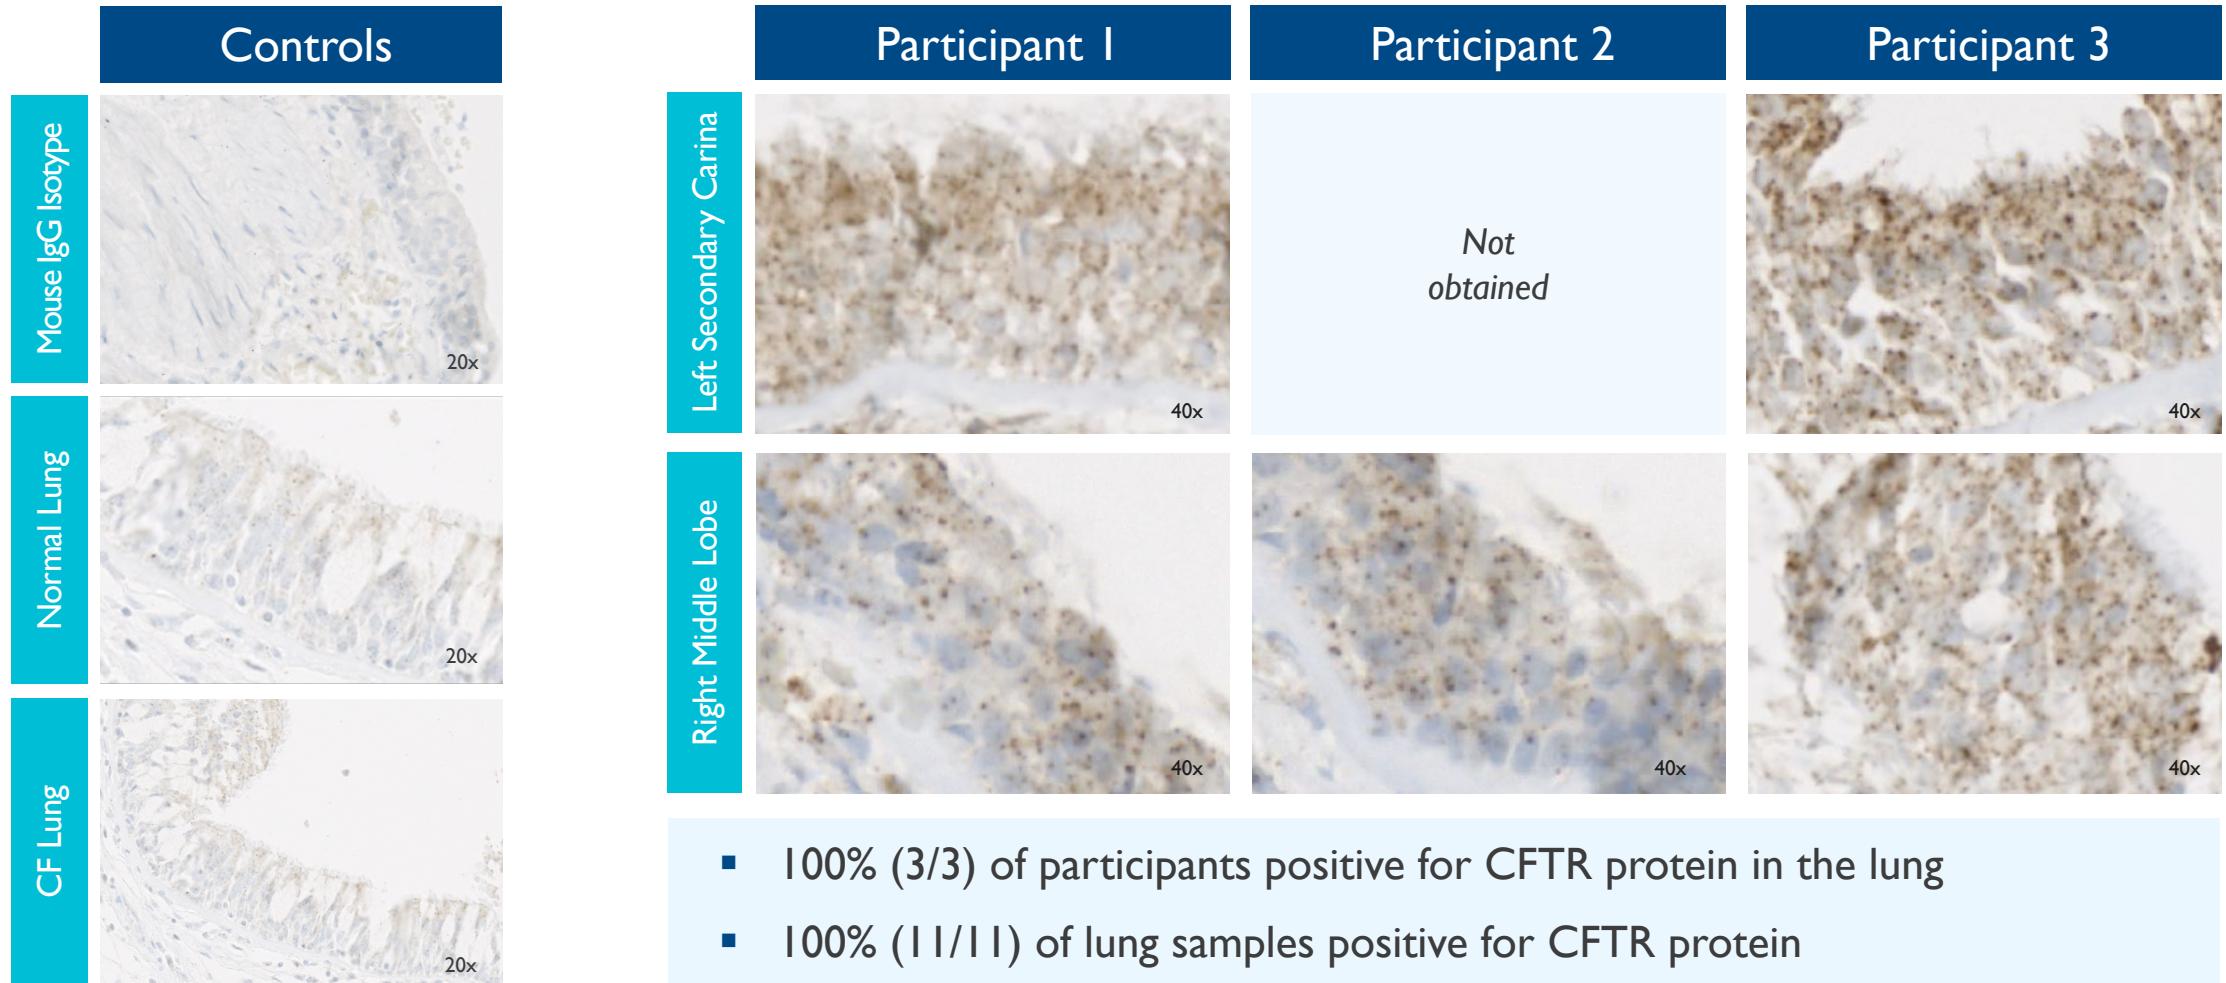 Controls
Mouse IgG Isotype
20x
Normal Lung
20x
CF Lung
20x
Participant 1
Participant 2
Participant 3
Left Secondary Carina
40x
Not
obtained
40x
Right Middle Lobe
40x
40x
40x
▪ 100% (3/3) of participants positive for CFTR protein in the lung
▪ 100% (11/11) of lung samples positive for CFTR protein